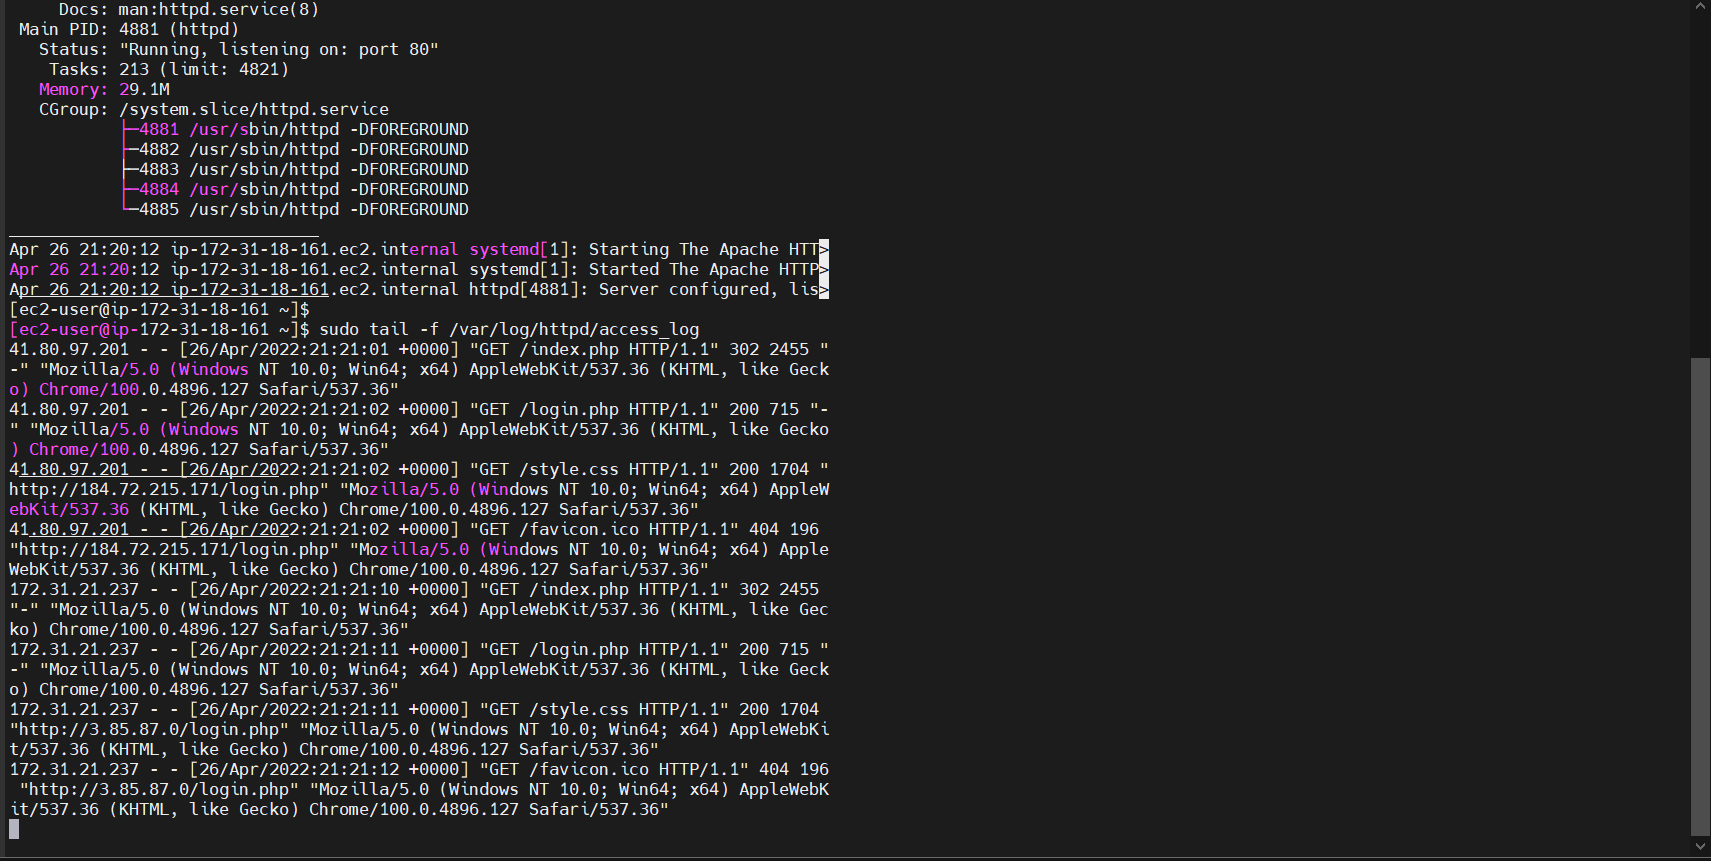 Docs: man:httpd.service(8)
Main PID: 4881 (httpd)
Status: "Running, listening on: port 80"
Tasks: 213 (limit: 4821)
Memory: 29.1M
CGroup: /system.slice/httpd.service
├─4881 /usr/sbin/httpd -DFOREGROUND
├─4882 /usr/sbin/httpd -DFOREGROUND
├─4883 /usr/sbin/httpd -DFOREGROUND
├─4884 /usr/sbin/httpd -DFOREGROUND
└─4885 /usr/sbin/httpd -DFOREGROUND
Apr 26 21:20:12 ip-172-31-18-161.ec2.internal systemd[1]: Starting The Apache HTT>
Apr 26 21:20:12 ip-172-31-18-161.ec2.internal systemd[1]: Started The Apache HTTP>
Apr 26 21:20:12 ip-172-31-18-161.ec2.internal httpd[4881]: Server configured, lis>
[ec2-user@ip-172-31-18-161 ~]$
[ec2-user@ip-172-31-18-161 ~]$ sudo tail -f /var/log/httpd/access_log
41.80.97.201 - - [26/Apr/2022:21:21:01 +0000] "GET /index.php HTTP/1.1" 302 2455 "
-" "Mozilla/5.0 (Windows NT 10.0; Win64; x64) AppleWebKit/537.36 (KHTML, like Geck
o) Chrome/100.0.4896.127 Safari/537.36"
41.80.97.201 - - [26/Apr/2022:21:21:02 +0000] "GET /login.php HTTP/1.1" 200 715 "-
" "Mozilla/5.0 (Windows NT 10.0; Win64; x64) AppleWebKit/537.36 (KHTML, like Gecko
) Chrome/100.0.4896.127 Safari/537.36"
41.80.97.201 - - [26/Apr/2022:21:21:02 +0000] "GET /style.css HTTP/1.1" 200 1704 "
http://184.72.215.171/login.php" "Mozilla/5.0 (Windows NT 10.0; Win64; x64) AppleW
ebKit/537.36 (KHTML, like Gecko) Chrome/100.0.4896.127 Safari/537.36"
41.80.97.201 - - [26/Apr/2022:21:21:02 +0000] "GET /favicon.ico HTTP/1.1" 404 196
"http://184.72.215.171/login.php" "Mozilla/5.0 (Windows NT 10.0; Win64; x64) Apple
WebKit/537.36 (KHTML, like Gecko) Chrome/100.0.4896.127 Safari/537.36"
172.31.21.237 - - [26/Apr/2022:21:21:10 +0000] "GET /index.php HTTP/1.1" 302 2455
"-" "Mozilla/5.0 (Windows NT 10.0; Win64; x64) AppleWebKit/537.36 (KHTML, like Gec
ko) Chrome/100.0.4896.127 Safari/537.36"
172.31.21.237 - - [26/Apr/2022:21:21:11 +0000] "GET /login.php HTTP/1.1" 200 715 "
-" "Mozilla/5.0 (Windows NT 10.0; Win64; x64) AppleWebKit/537.36 (KHTML, like Geck
o) Chrome/100.0.4896.127 Safari/537.36"
172.31.21.237 - - [26/Apr/2022:21:21:11 +0000] "GET /style.css HTTP/1.1" 200 1704
"http://3.85.87.0/login.php" "Mozilla/5.0 (Windows NT 10.0; Win64; x64) AppleWebKi
t/537.36 (KHTML, like Gecko) Chrome/100.0.4896.127 Safari/537.36"
172.31.21.237 - - [26/Apr/2022:21:21:12 +0000] "GET /favicon.ico HTTP/1.1" 404 196
"http://3.85.87.0/login.php" "Mozilla/5.0 (Windows NT 10.0; Win64; x64) AppleWebK
it/537.36 (KHTML, like Gecko) Chrome/100.0.4896.127 Safari/537.36"